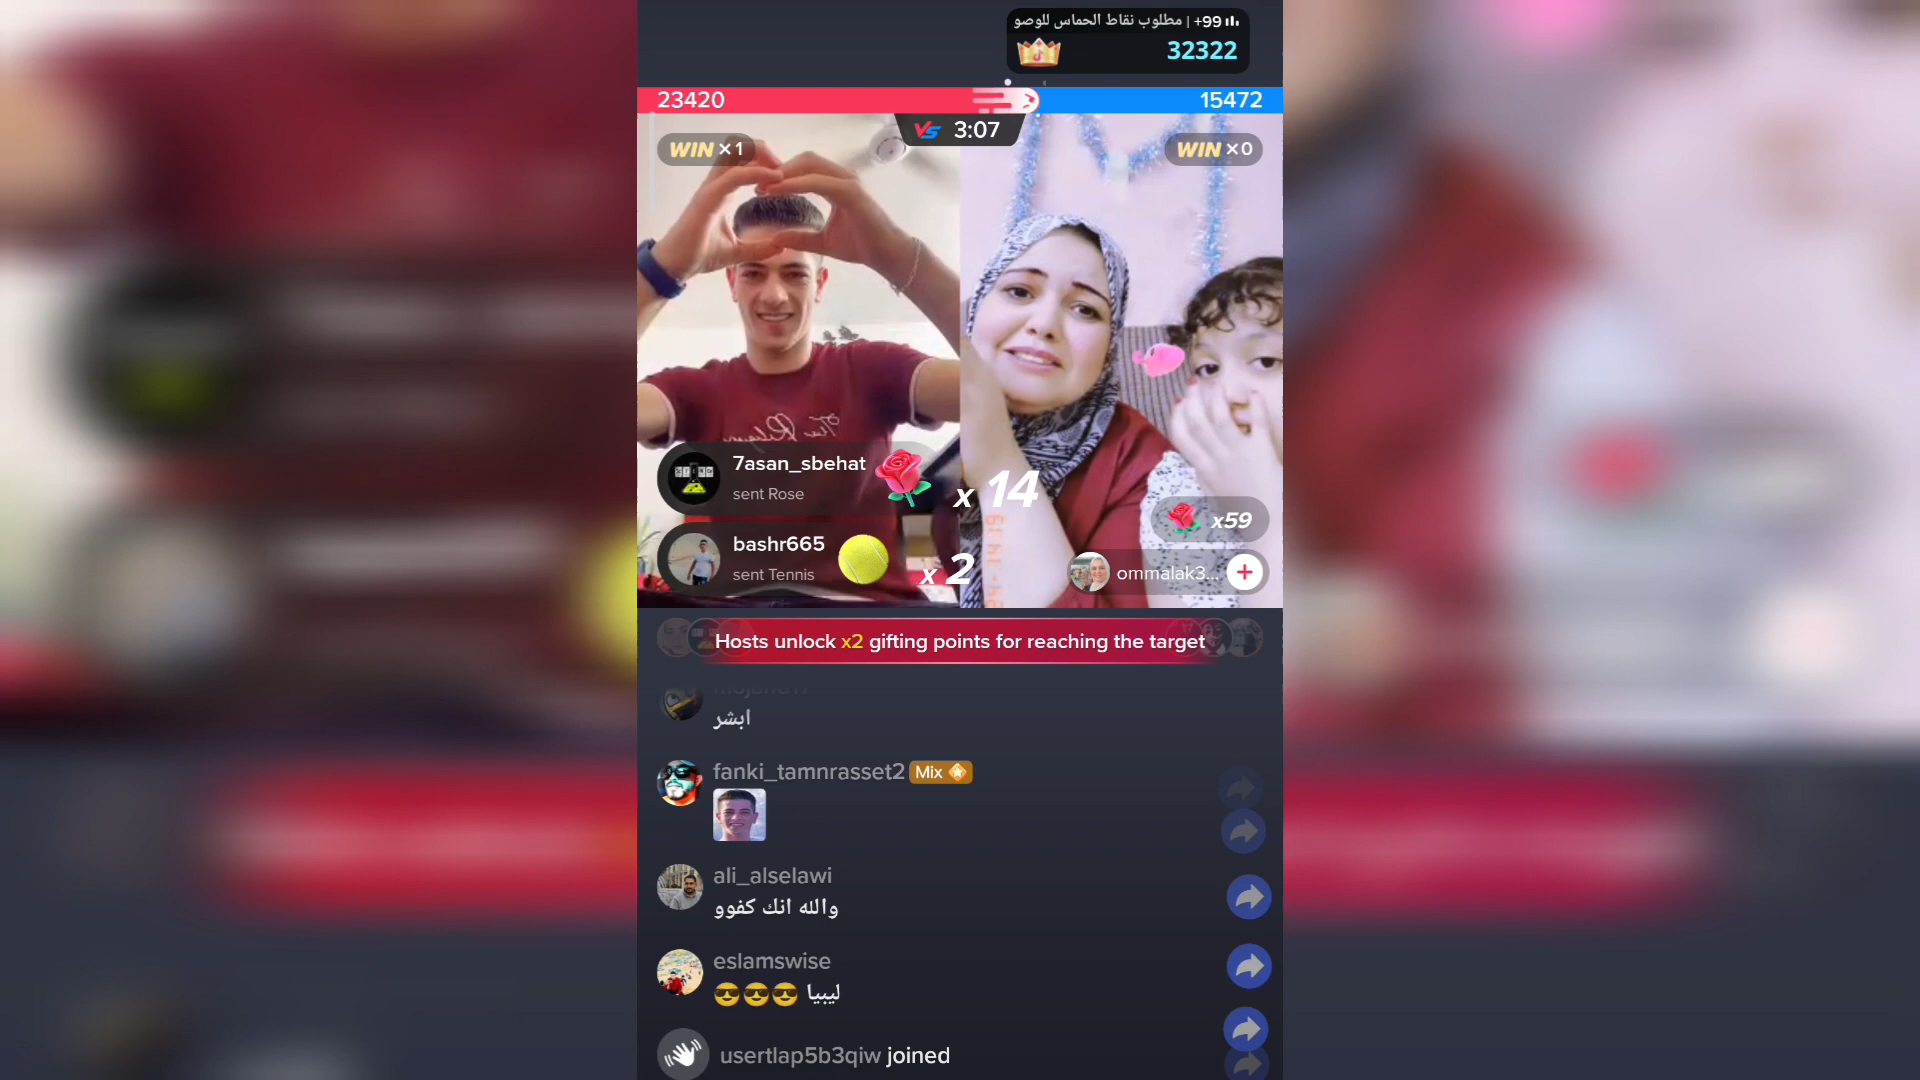 مطلوب نقاط الحماس للوصو | +99
32322
23420
15472
VS 3:07
WIN ×1
WIN ×0
7asan_sbehat
sent Rose
x 14
bashr665
sent Tennis
x 2
x59
ommalak3...
Hosts unlock x2 gifting points for reaching the target
ابشر
fanki_tamnrasset2 Mix
ali_alselawi
والله انك كفوو
eslamswise
ليبيا 😎😎😎
usertlap5b3qiw joined